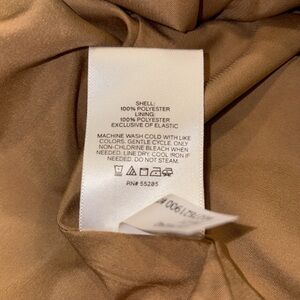 SHELL:
100% POLYESTER
LINING:
100% POLYESTER
EXCLUSIVE OF ELASTIC
MACHINE WASH COLD WITH LIKE
COLORS. GENTLE CYCLE. ONLY
NON-CHLORINE BLEACH WHEN
NEEDED. LINE DRY. COOL IRON IF
NEEDED. DO NOT STEAM.
RN# 55285